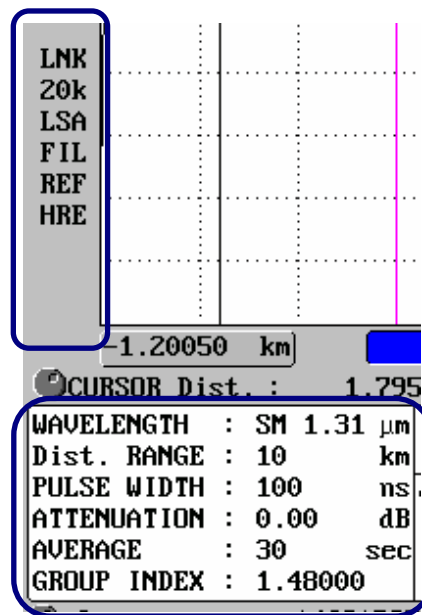 LNK
20k
LSA
FIL
REF
HRE
-1.20050 km
CURSOR Dist. : 1.795
WAVELENGTH : SM 1.31 µm
Dist. RANGE : 10 km
PULSE WIDTH : 100 ns
ATTENUATION : 0.00 dB
AVERAGE : 30 sec
GROUP INDEX : 1.48000